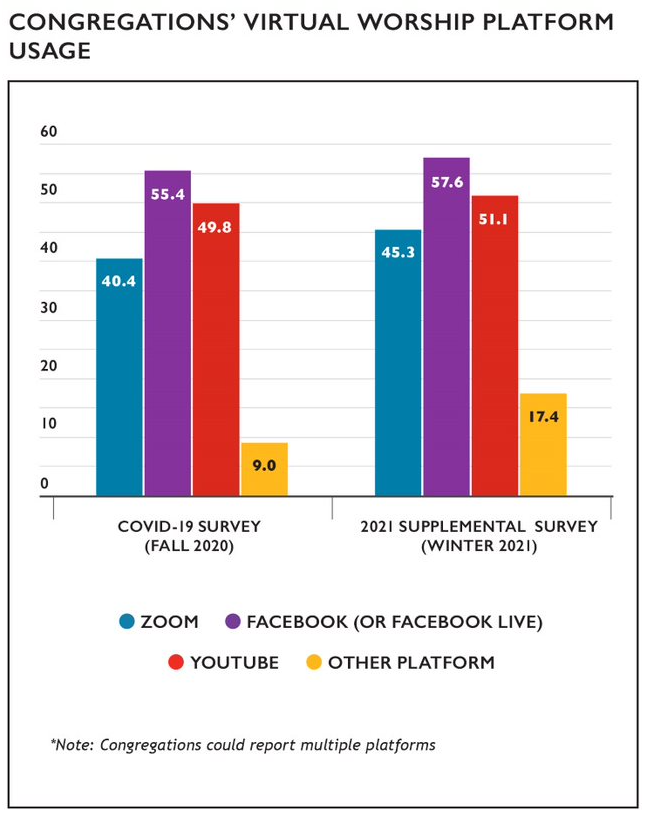 CONGREGATIONS' VIRTUAL WORSHIP PLATFORM
USAGE
60
50
40
30
20
10
0
40.4
55.4
49.8
9.0
45.3
57.6
51.1
17.4
COVID-19 SURVEY
(FALL 2020)
2021 SUPPLEMENTAL SURVEY
(WINTER 2021)
ZOOM
FACEBOOK (OR FACEBOOK LIVE)
YOUTUBE
OTHER PLATFORM
*Note: Congregations could report multiple platforms